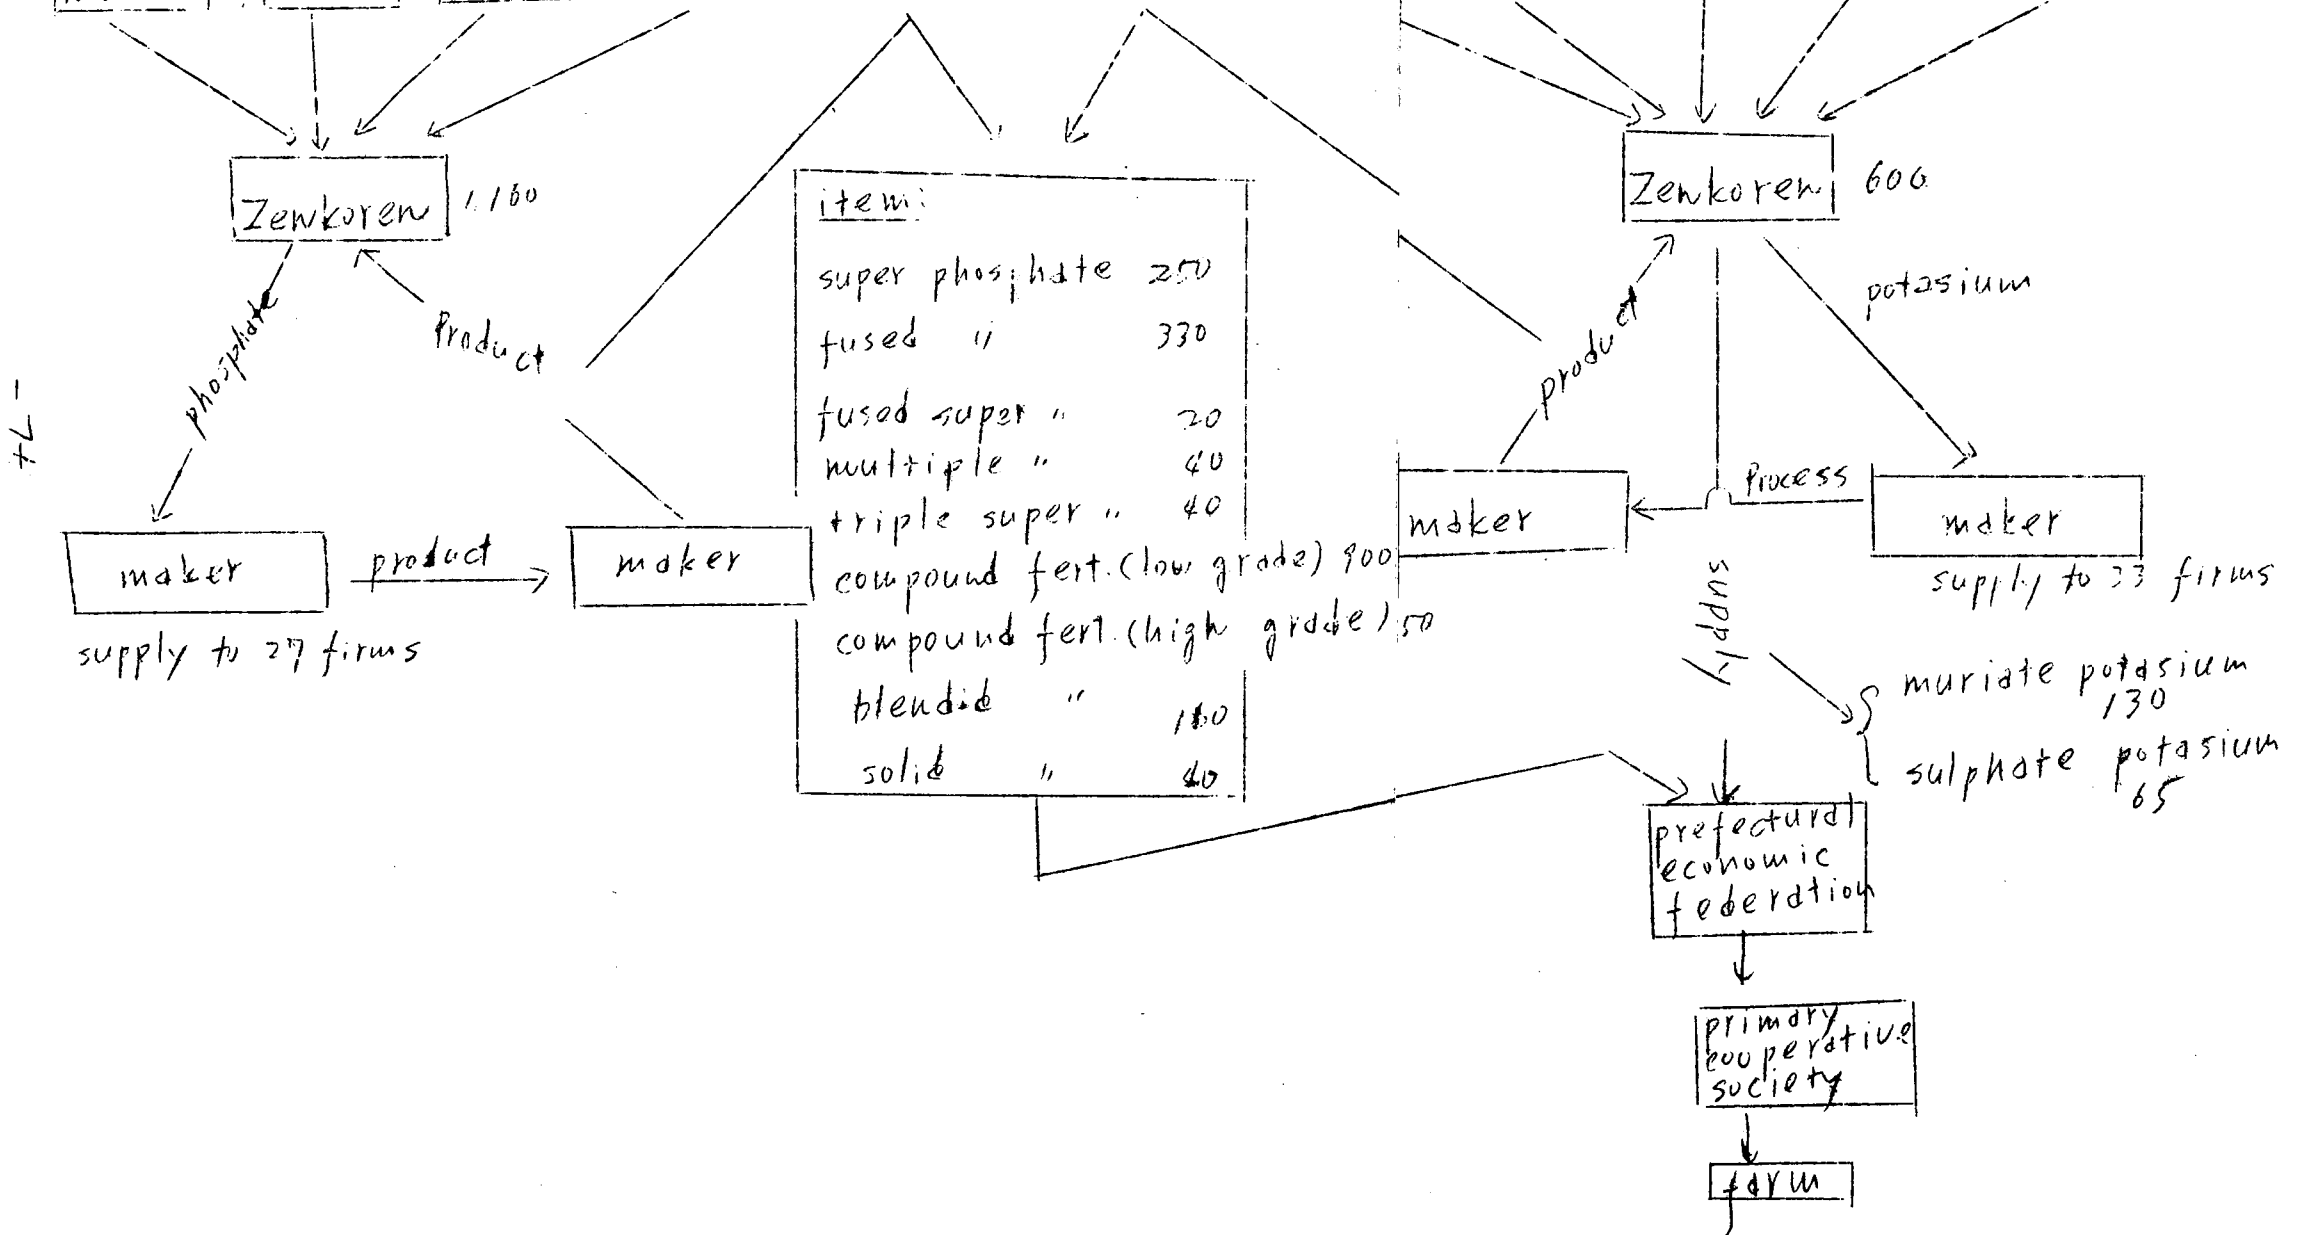 Zenkoren 1.160
phosphate
Product
maker
product
maker
supply to 27 firms
item:
super phosphate 250
fused " 330
fused super " 20
multiple " 40
triple super " 40
compound fert. (low grade) 900
compound fert. (high grade) 50
blendid "
solid " 40
Zenkoren 600
product
potasium
maker
Process
maker
supply to 33 firms
supply
muriate potasium
130
sulphate potasium
65
prefectural
economic
federation
primary
cooperative
society
farm